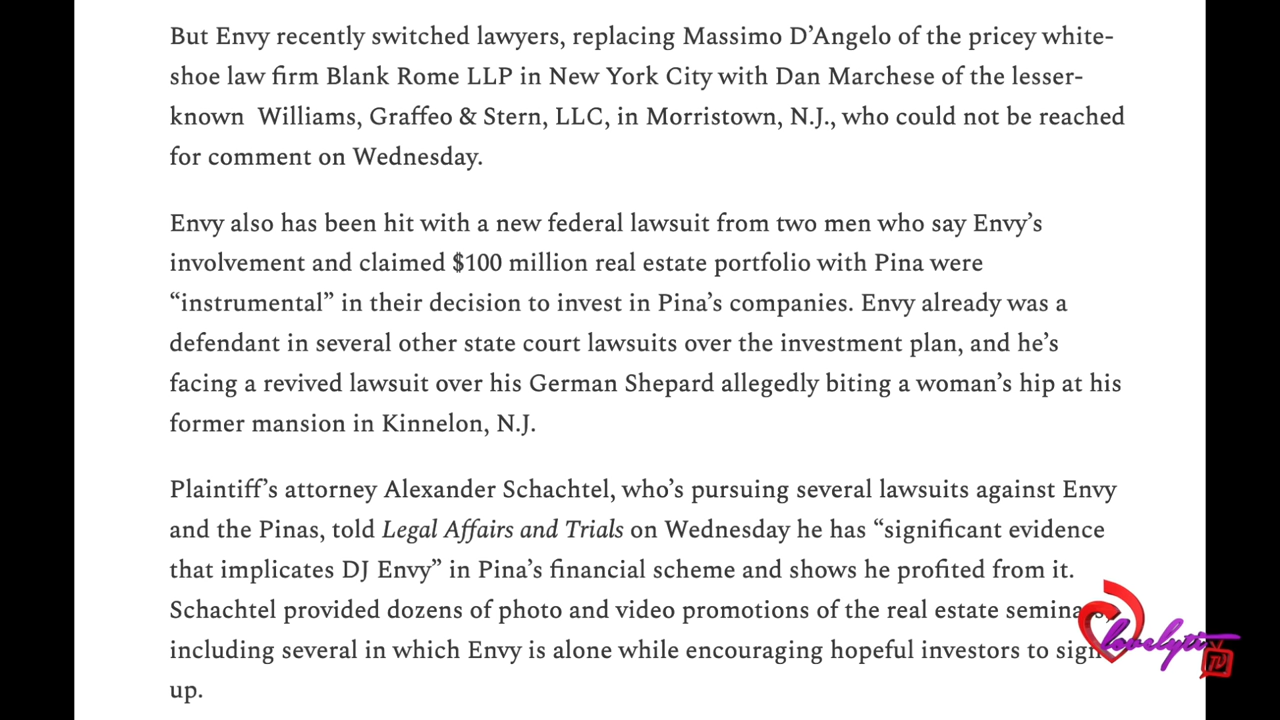 But Envy recently switched lawyers, replacing Massimo D’Angelo of the pricey white-
shoe law firm Blank Rome LLP in New York City with Dan Marchese of the lesser-
known  Williams, Graffeo & Stern, LLC, in Morristown, N.J., who could not be reached
for comment on Wednesday.
Envy also has been hit with a new federal lawsuit from two men who say Envy’s
involvement and claimed $100 million real estate portfolio with Pina were
“instrumental” in their decision to invest in Pina’s companies. Envy already was a
defendant in several other state court lawsuits over the investment plan, and he’s
facing a revived lawsuit over his German Shepard allegedly biting a woman’s hip at his
former mansion in Kinnelon, N.J.
Plaintiff’s attorney Alexander Schachtel, who’s pursuing several lawsuits against Envy
and the Pinas, told Legal Affairs and Trials on Wednesday he has “significant evidence
that implicates DJ Envy” in Pina’s financial scheme and shows he profited from it.
Schachtel provided dozens of photo and video promotions of the real estate seminars,
including several in which Envy is alone while encouraging hopeful investors to sign
up.
lovelyti
TV